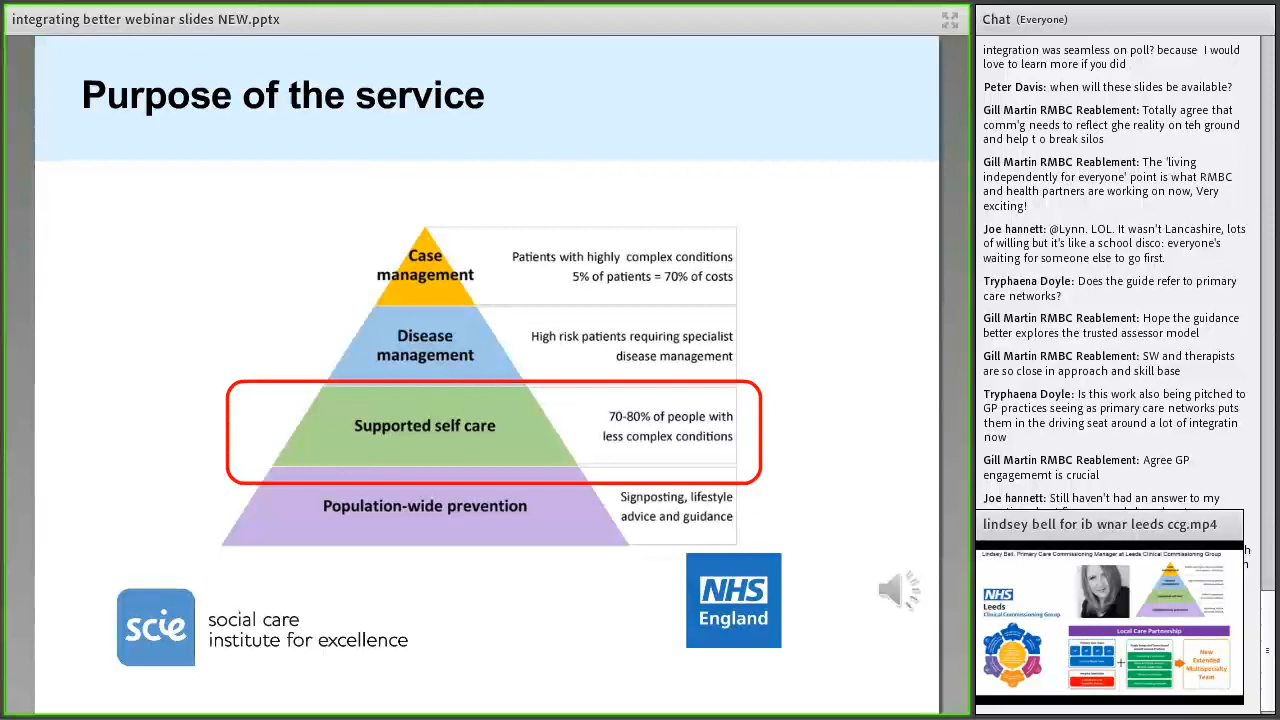 integrating better webinar slides NEW.pptx
Purpose of the service
Case
management
Patients with highly complex conditions
5% of patients = 70% of costs
Disease
management
High risk patients requiring specialist
disease management
Supported self care
70-80% of people with
less complex conditions
Population-wide prevention
Signposting, lifestyle
advice and guidance
scie
social care
institute for excellence
NHS
England
Chat (Everyone)
integration was seamless on poll? because I would
love to learn more if you did
Peter Davis: when will these slides be available?
Gill Martin RMBC Reablement: Totally agree that
comm'g needs to reflect ghe reality on teh ground
and help t o break silos
Gill Martin RMBC Reablement: The 'living
independently for everyone' point is what RMBC
and health partners are working on now, Very
exciting!
Joe hannett: @Lynn. LOL. It wasn't Lancashire, lots
of willing but it's like a school disco: everyone's
waiting for someone else to go first.
Tryphaena Doyle: Does the guide refer to primary
care networks?
Gill Martin RMBC Reablement: Hope the guidance
better explores the trusted assessor model
Gill Martin RMBC Reablement: SW and therapists
are so close in approach and skill base
Tryphaena Doyle: Is this work also being pitched to
GP practices seeing as primary care networks puts
them in the driving seat around a lot of integratin
now
Gill Martin RMBC Reablement: Agree GP
engagememt is crucial
Joe hannett: Still haven't had an answer to my
lindsey bell for ib wnar leeds ccg.mp4
Lindsey Bell, Primary Care Commissioning Manager at Leeds Clinical Commissioning Group
NHS
Leeds
Clinical Commissioning Group
Local Care Partnership
New
Extended
Multispecialty
Team